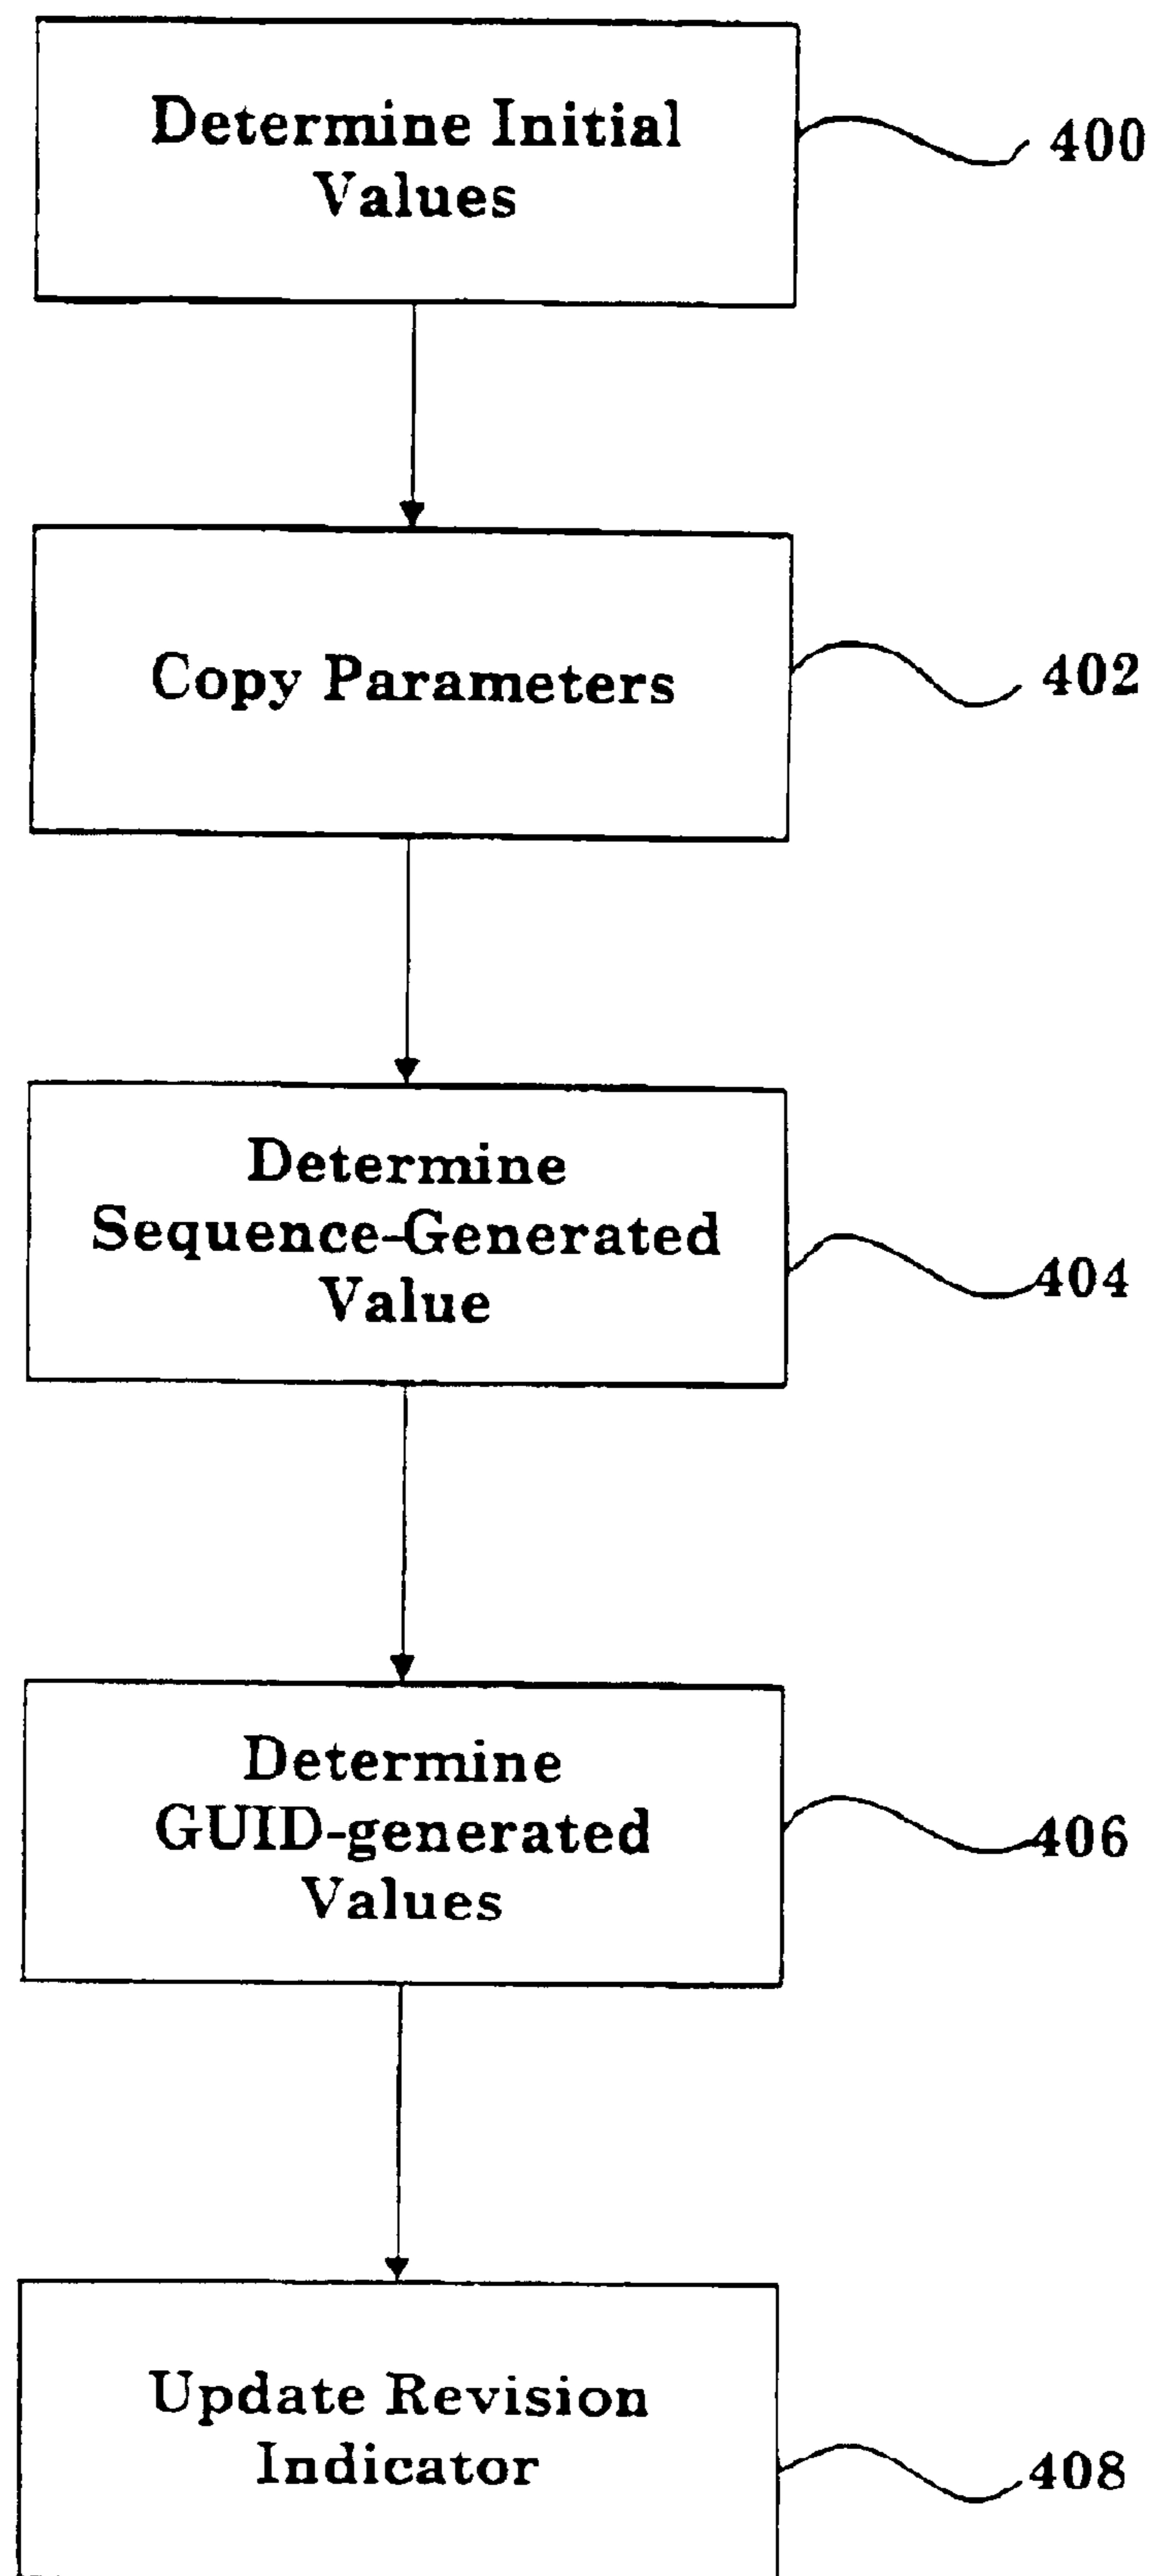 Determine Initial
Values
400
Copy Parameters
402
Determine
Sequence-Generated
Value
404
Determine
GUID-generated
Values
406
Update Revision
Indicator
408